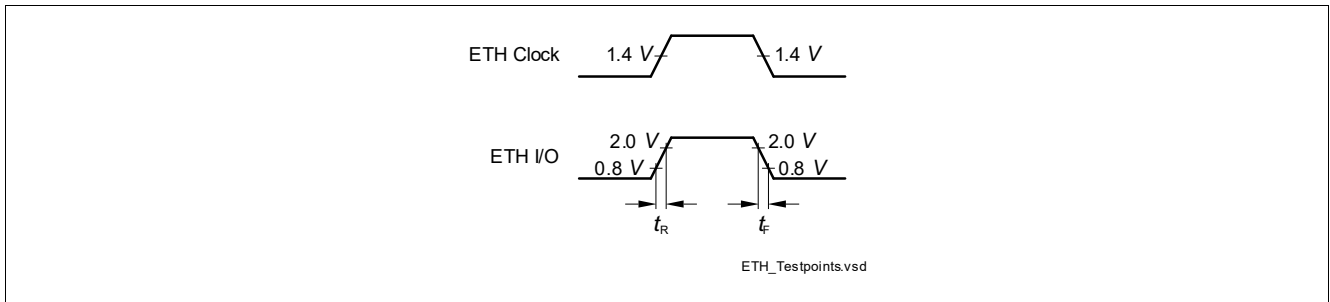 ETH Clock
1.4 V
1.4 V
ETH I/O
2.0 V
2.0 V
0.8 V
0.8 V
tR
tF
ETH_Testpoints.vsd